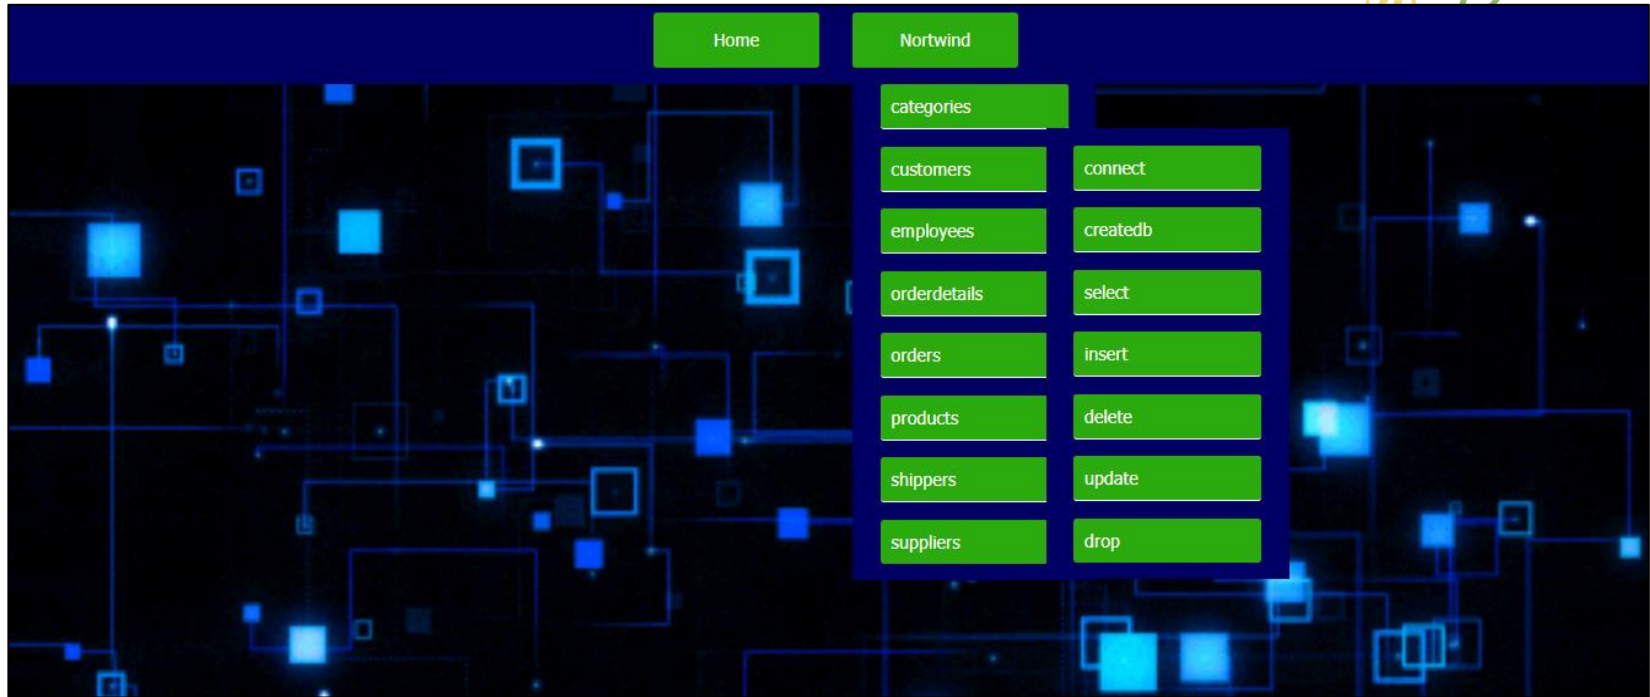 Home
Nortwind
categories
customers
employees
orderdetails
orders
products
shippers
suppliers
connect
createdb
select
insert
delete
update
drop